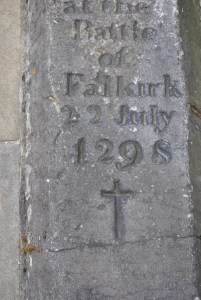 at the
Battle
of
Falkirk
22 July
1298